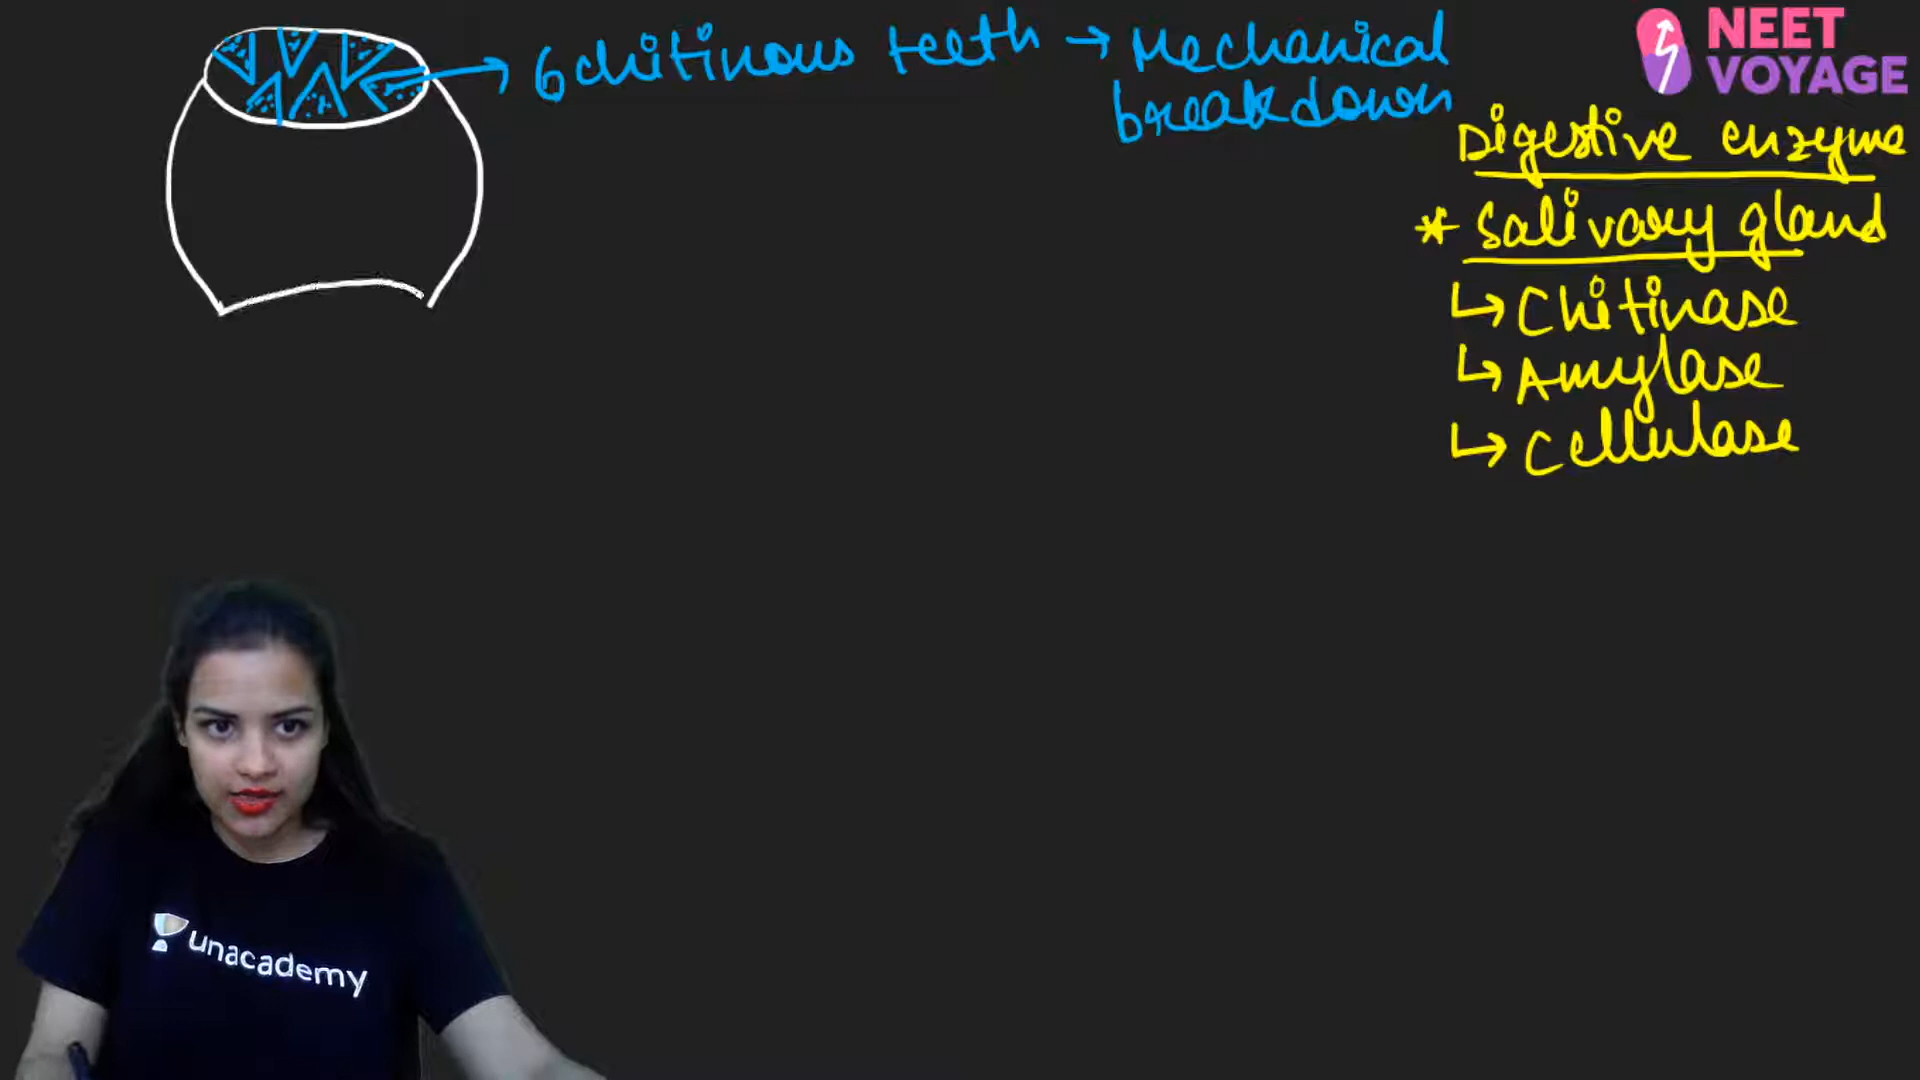 6 chitinous teeth → Mechanical
breakdown
NEET
VOYAGE
Digestive enzyme
* Salivary gland
↳ Chitinase
↳ Amylase
↳ Cellulase
unacademy